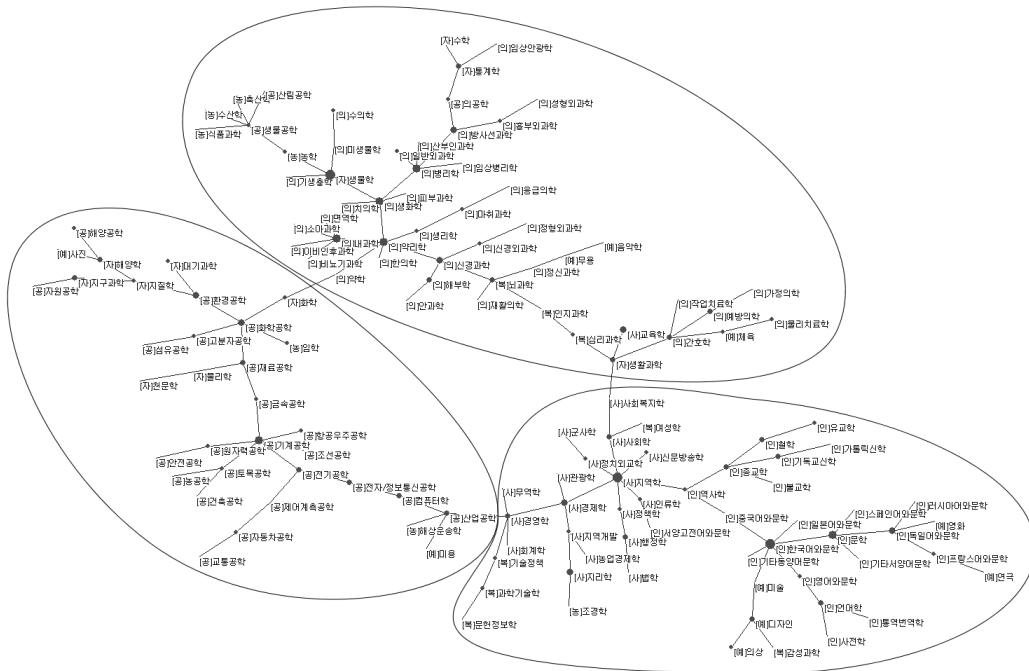 [자]수학
[의]임상안광학
[자]통계학
[농]축산학
[공]산림공학
[농]수산학
[농]식품과학
[공]생물공학
[의]수의학
[공]의공학
[의]성형외과학
[의]흉부외과학
[의]방사선과학
[의]산부인과학
[의]미생물학
[농]농학
[의]일반외과학
[의]임상병리학
[의]병리학
[의]기생충학
[자]생물학
[의]피부과학
[의]치의학
[의]생화학
[의]응급의학
[의]면역학
[의]마취과학
[의]소아과학
[의]생리학
[의]정형외과학
[의]내과학
[의]약리학
[의]이비인후과학
[의]한의학
[의]신경외과학
[예]음악학
[예]무용
[의]비뇨기과학
[의]신경과학
[의]정신과학
[의]약학
[의]해부학
[복]뇌과학
[의]안과학
[의]재활의학
[복]인지과학
[의]작업치료학
[의]가정의학
[의]예방의학
[의]물리치료학
[사]교육학
[예]체육
[복]심리과학
[의]간호학
[자]생활과학
[공]해양공학
[예]사진
[자]해양학
[자]대기과학
[공]자원공학
[자]지구과학
[자]지질학
[공]환경공학
[자]화학
[공]화학공학
[공]섬유공학
[공]고분자공학
[농]임학
[자]물리학
[공]재료공학
[자]천문학
[공]금속공학
[공]항공우주공학
[공]기계공학
[공]원자력공학
[공]조선공학
[공]안전공학
[공]토목공학
[공]전기공학
[공]농공학
[공]전자/정보통신공학
[공]건축공학
[공]컴퓨터학
[공]제어계측공학
[공]산업공학
[농]해상운송학
[공]자동차공학
[예]미용
[공]교통공학
[사]사회복지학
[복]여성학
[사]군사학
[사]사회학
[사]신문방송학
[사]정치외교학
[사]관광학
[사]지역학
[사]무역학
[사]경제학
[사]인류학
[사]경영학
[사]정책학
[사]지역개발
[사]행정학
[사]회계학
[사]농업경제학
[복]기술정책
[사]지리학
[사]법학
[복]과학기술학
[농]조경학
[복]문헌정보학
[인]유교학
[인]철학
[인]가톨릭신학
[인]기독교신학
[인]종교학
[인]불교학
[인]역사학
[인]서양고전어와문학
[인]중국어와문학
[인]러시아어와문학
[인]스페인어와문학
[인]일본어와문학
[예]영화
[인]문학
[인]독일어와문학
[인]한국어와문학
[인]기타동양어문학
[인]기타서양어문학
[인]프랑스어와문학
[예]연극
[인]영어와문학
[예]미술
[인]언어학
[인]통역번역학
[예]디자인
[인]사전학
[예]의상
[복]감성과학